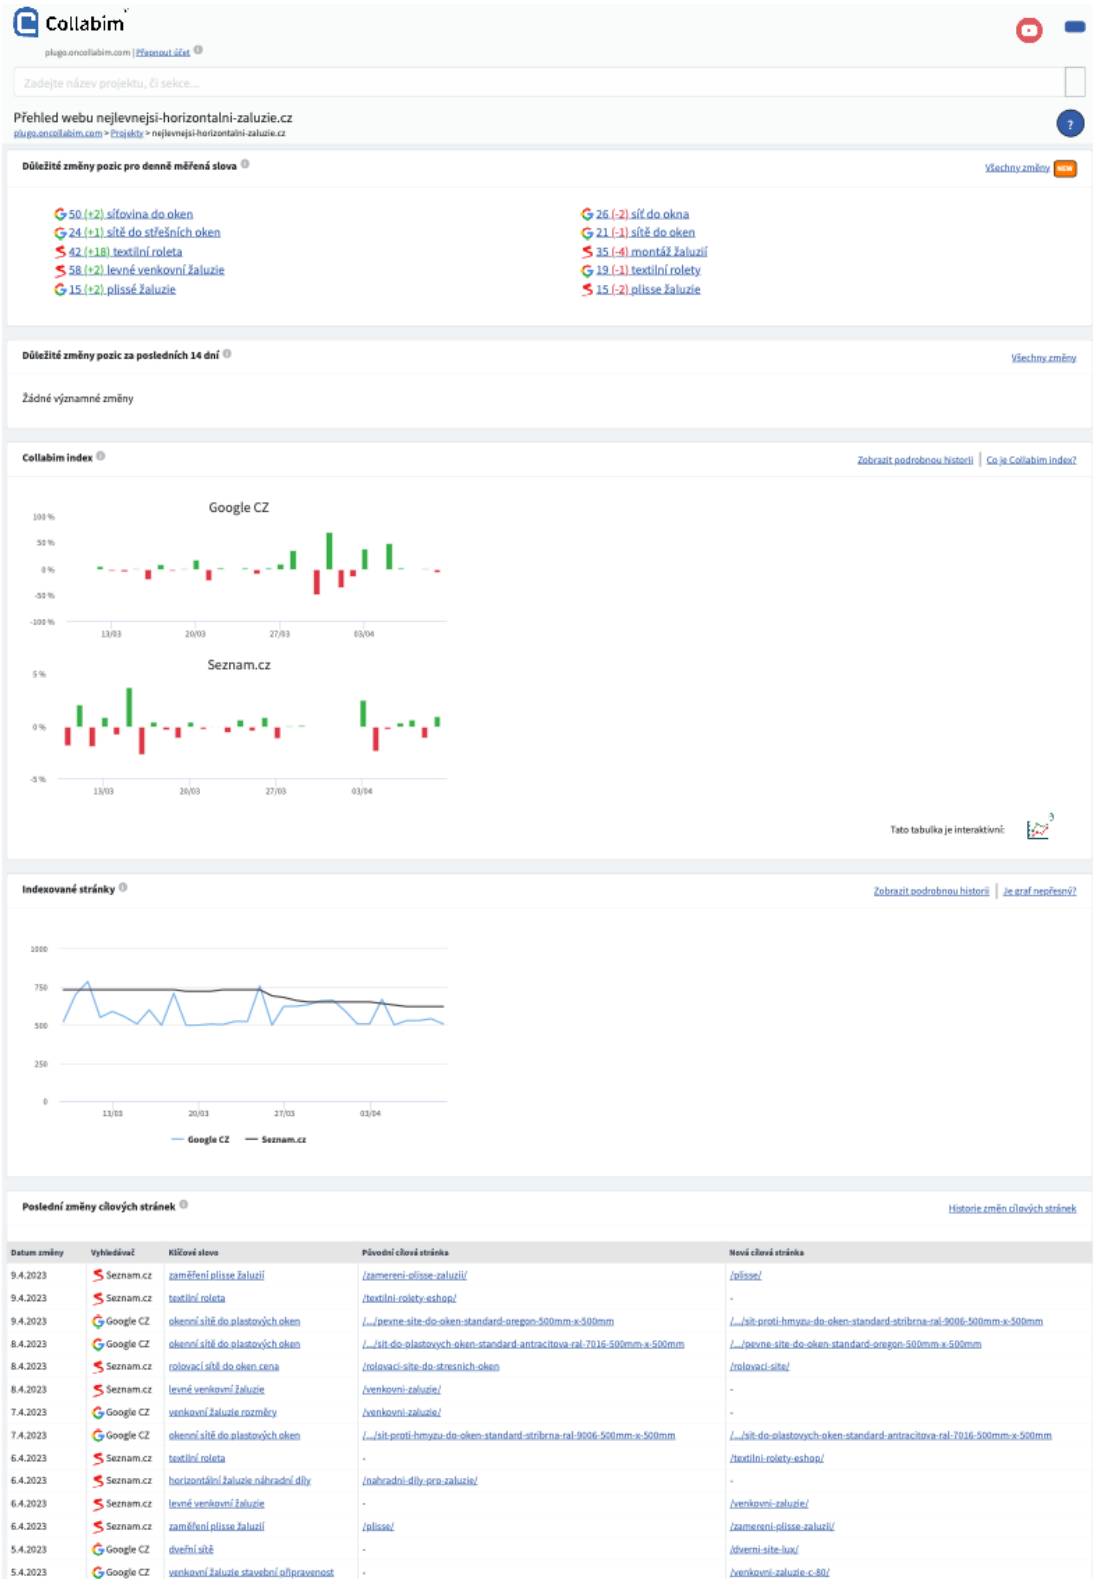 Collabim
plugo.oncollabim.com | Přepnout účet
Zadejte název projektu, či sekce...
Přehled webu nejlevnejsi-horizontalni-zaluzie.cz
?
plugo.oncollabim.com > Projekty > nejlevnejsi-horizontalni-zaluzie.cz
Důležité změny pozic pro denně měřená slova
Všechny změny NEW
50 (+2) síťovina do oken
26 (-2) síť do okna
24 (+1) sítě do střešních oken
21 (-1) sítě do oken
42 (+18) textilní roleta
35 (-4) montáž žaluzií
58 (+2) levné venkovní žaluzie
19 (-1) textilní rolety
15 (+2) plissé žaluzie
15 (-2) plisse žaluzie
Důležité změny pozic za posledních 14 dní
Všechny změny
Žádné významné změny
Collabim index
Zobrazit podrobnou historii | Co je Collabim index?
Google CZ
100 %
50 %
0 %
-50 %
-100 %
13/03 20/03 27/03 03/04
Seznam.cz
5 %
0 %
-5 %
13/03 20/03 27/03 03/04
Tato tabulka je interaktivní:
Indexované stránky
Zobrazit podrobnou historii | Je graf nepřesný?
1000
750
500
250
0
13/03 20/03 27/03 03/04
Google CZ Seznam.cz
Poslední změny cílových stránek
Historie změn cílových stránek
Datum změny Vyhledávač Klíčové slovo Původní cílová stránka Nová cílová stránka
9.4.2023 Seznam.cz zaměření plisse žaluzií /zamereni-plisse-zaluzii/ /plisse/
9.4.2023 Seznam.cz textilní roleta /textilni-rolety-eshop/ -
9.4.2023 Google CZ okenní sítě do plastových oken /.../pevne-site-do-oken-standard-oregon-500mm-x-500mm /.../sit-proti-hmyzu-do-oken-standard-stribrna-ral-9006-500mm-x-500mm
8.4.2023 Google CZ okenní sítě do plastových oken /.../sit-do-plastovych-oken-standard-antracitova-ral-7016-500mm-x-500mm /.../pevne-site-do-oken-standard-oregon-500mm-x-500mm
8.4.2023 Seznam.cz rolovací sítě do oken cena /rolovaci-site-do-stresnich-oken /rolovaci-site/
8.4.2023 Seznam.cz levné venkovní žaluzie /venkovni-zaluzie/ -
7.4.2023 Google CZ venkovní žaluzie rozměry /venkovni-zaluzie/ -
7.4.2023 Google CZ okenní sítě do plastových oken /.../sit-proti-hmyzu-do-oken-standard-stribrna-ral-9006-500mm-x-500mm /.../sit-do-plastovych-oken-standard-antracitova-ral-7016-500mm-x-500mm
6.4.2023 Seznam.cz textilní roleta - /textilni-rolety-eshop/
6.4.2023 Seznam.cz horizontální žaluzie náhradní díly /nahradni-dily-pro-zaluzie/ -
6.4.2023 Seznam.cz levné venkovní žaluzie - /venkovni-zaluzie/
6.4.2023 Seznam.cz zaměření plisse žaluzií /plisse/ /zamereni-plisse-zaluzii/
5.4.2023 Google CZ dveřní sítě - /dverni-site-lux/
5.4.2023 Google CZ venkovní žaluzie stavební připravenost - /venkovni-zaluzie-c-80/